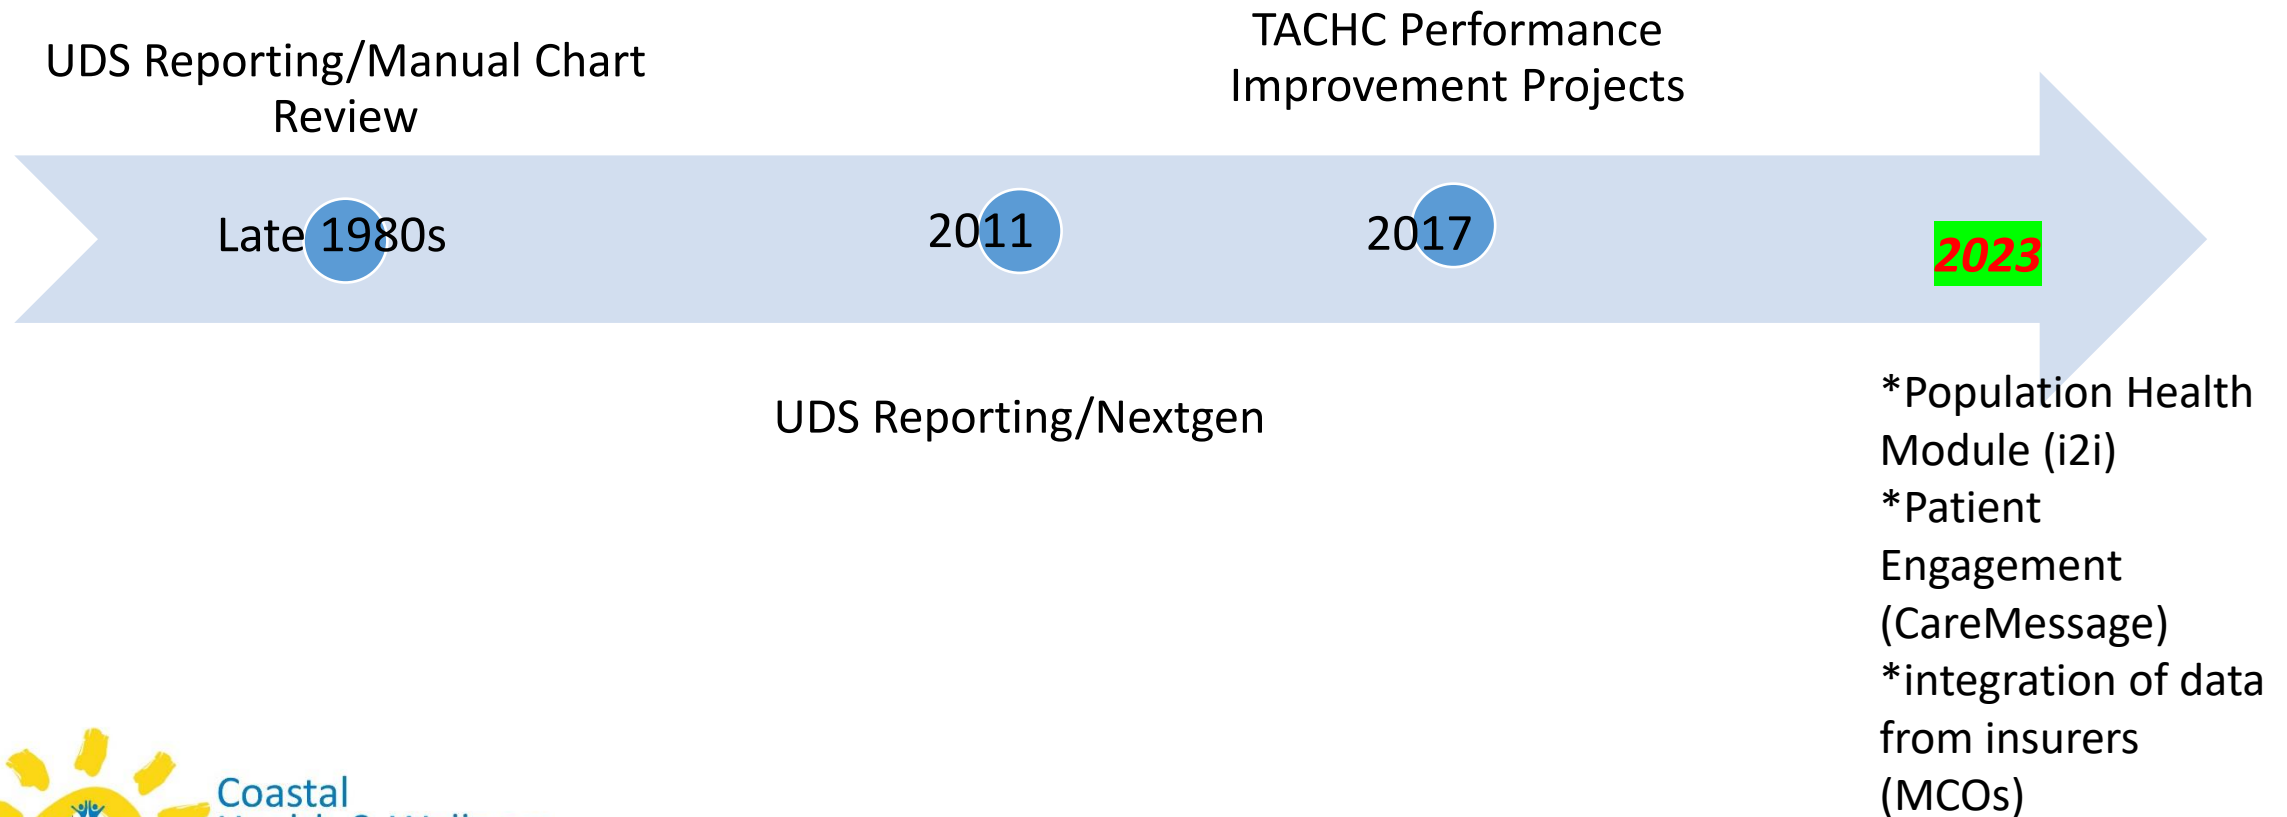 TACHC Performance
Improvement Projects
UDS Reporting/Manual Chart
Review
Late 1980s
2011
2017
2023
UDS Reporting/Nextgen
*Population Health
Module (i2i)
*Patient
Engagement
(CareMessage)
*integration of data
from insurers
(MCOs)
Coastal